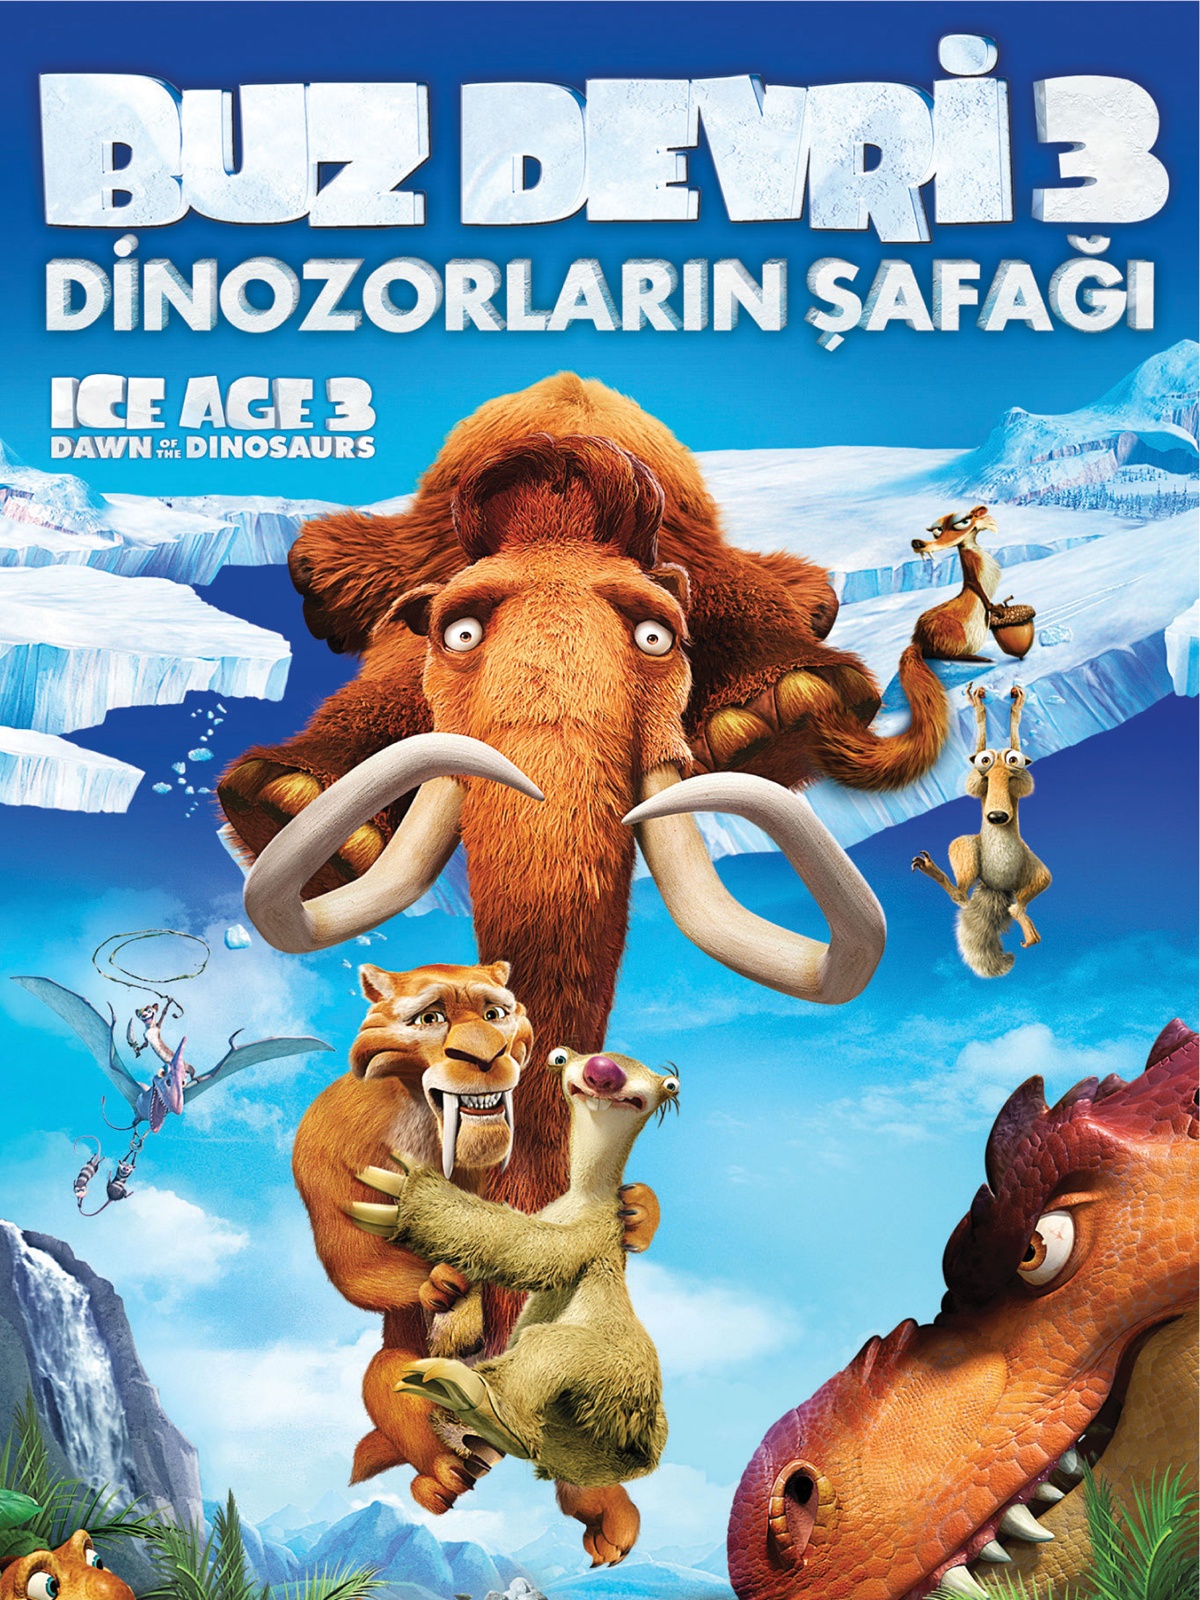 BUZ DEVRİ 3
DİNOZORLARIN ŞAFAĞI
ICE AGE 3
DAWN OF THE DINOSAURS